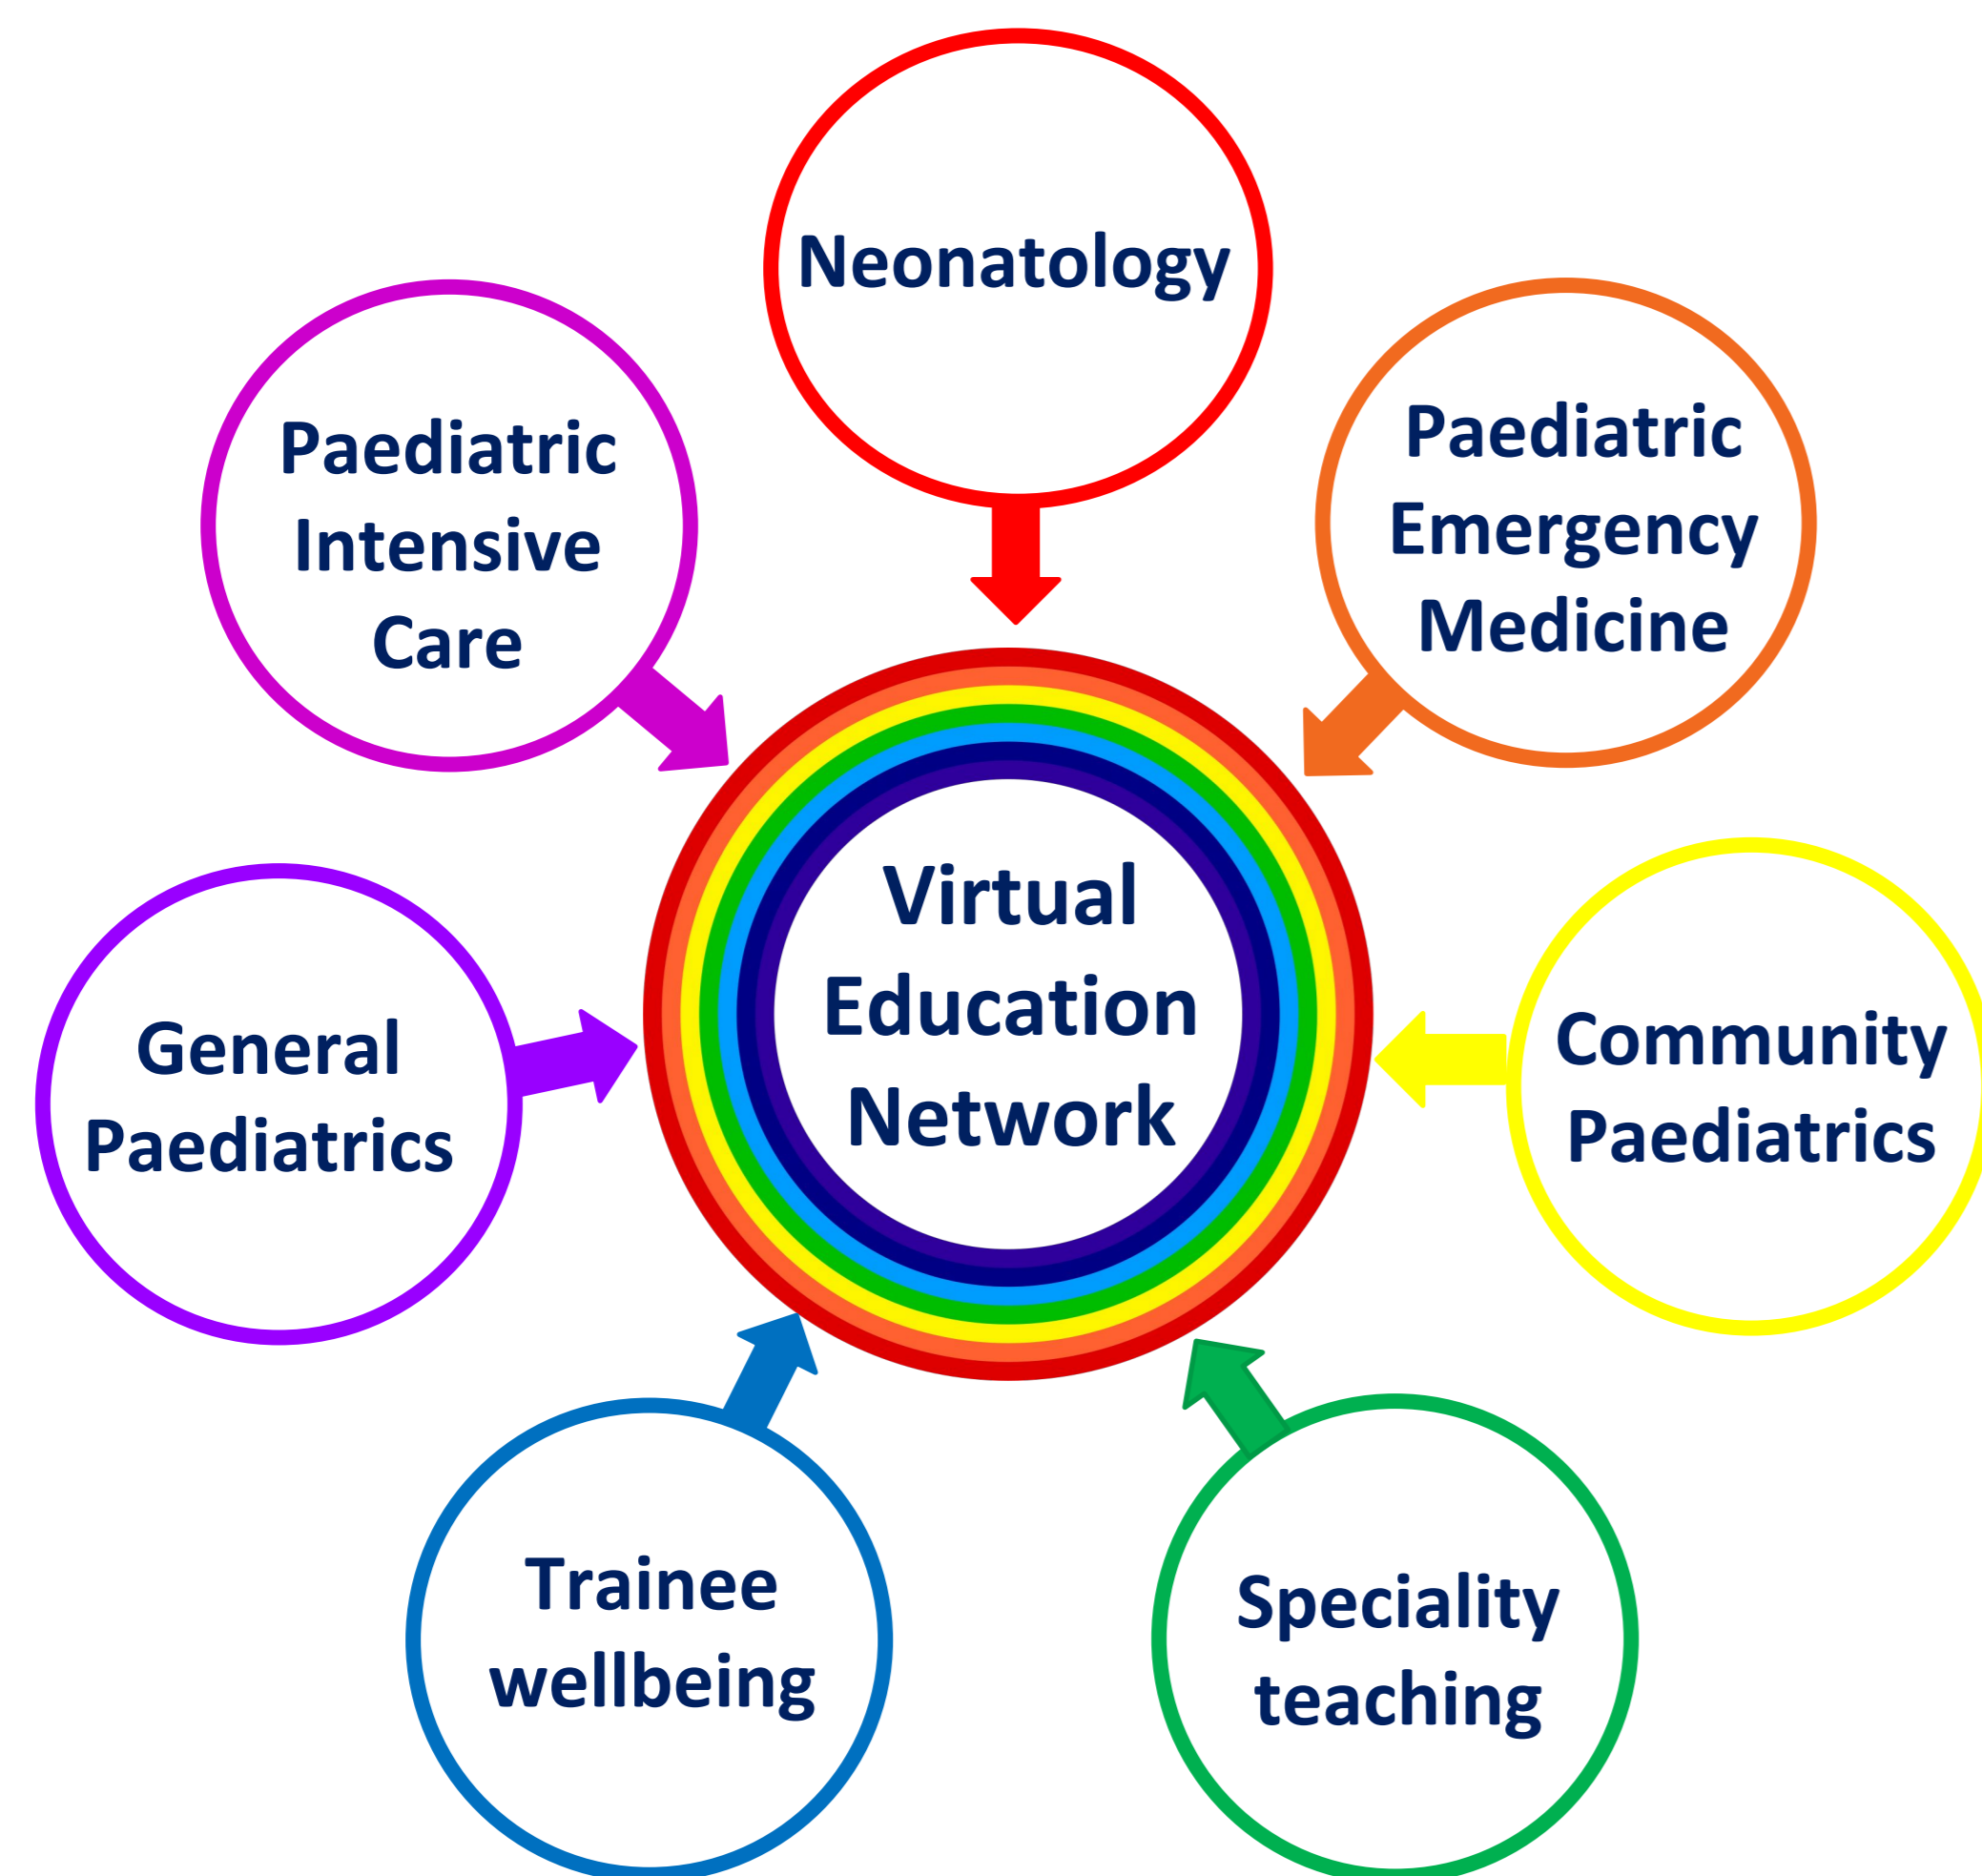 Neonatology
Paediatric
Intensive
Care
Paediatric
Emergency
Medicine
Virtual
Education
Network
General
Paediatrics
Community
Paediatrics
Trainee
wellbeing
Speciality
teaching